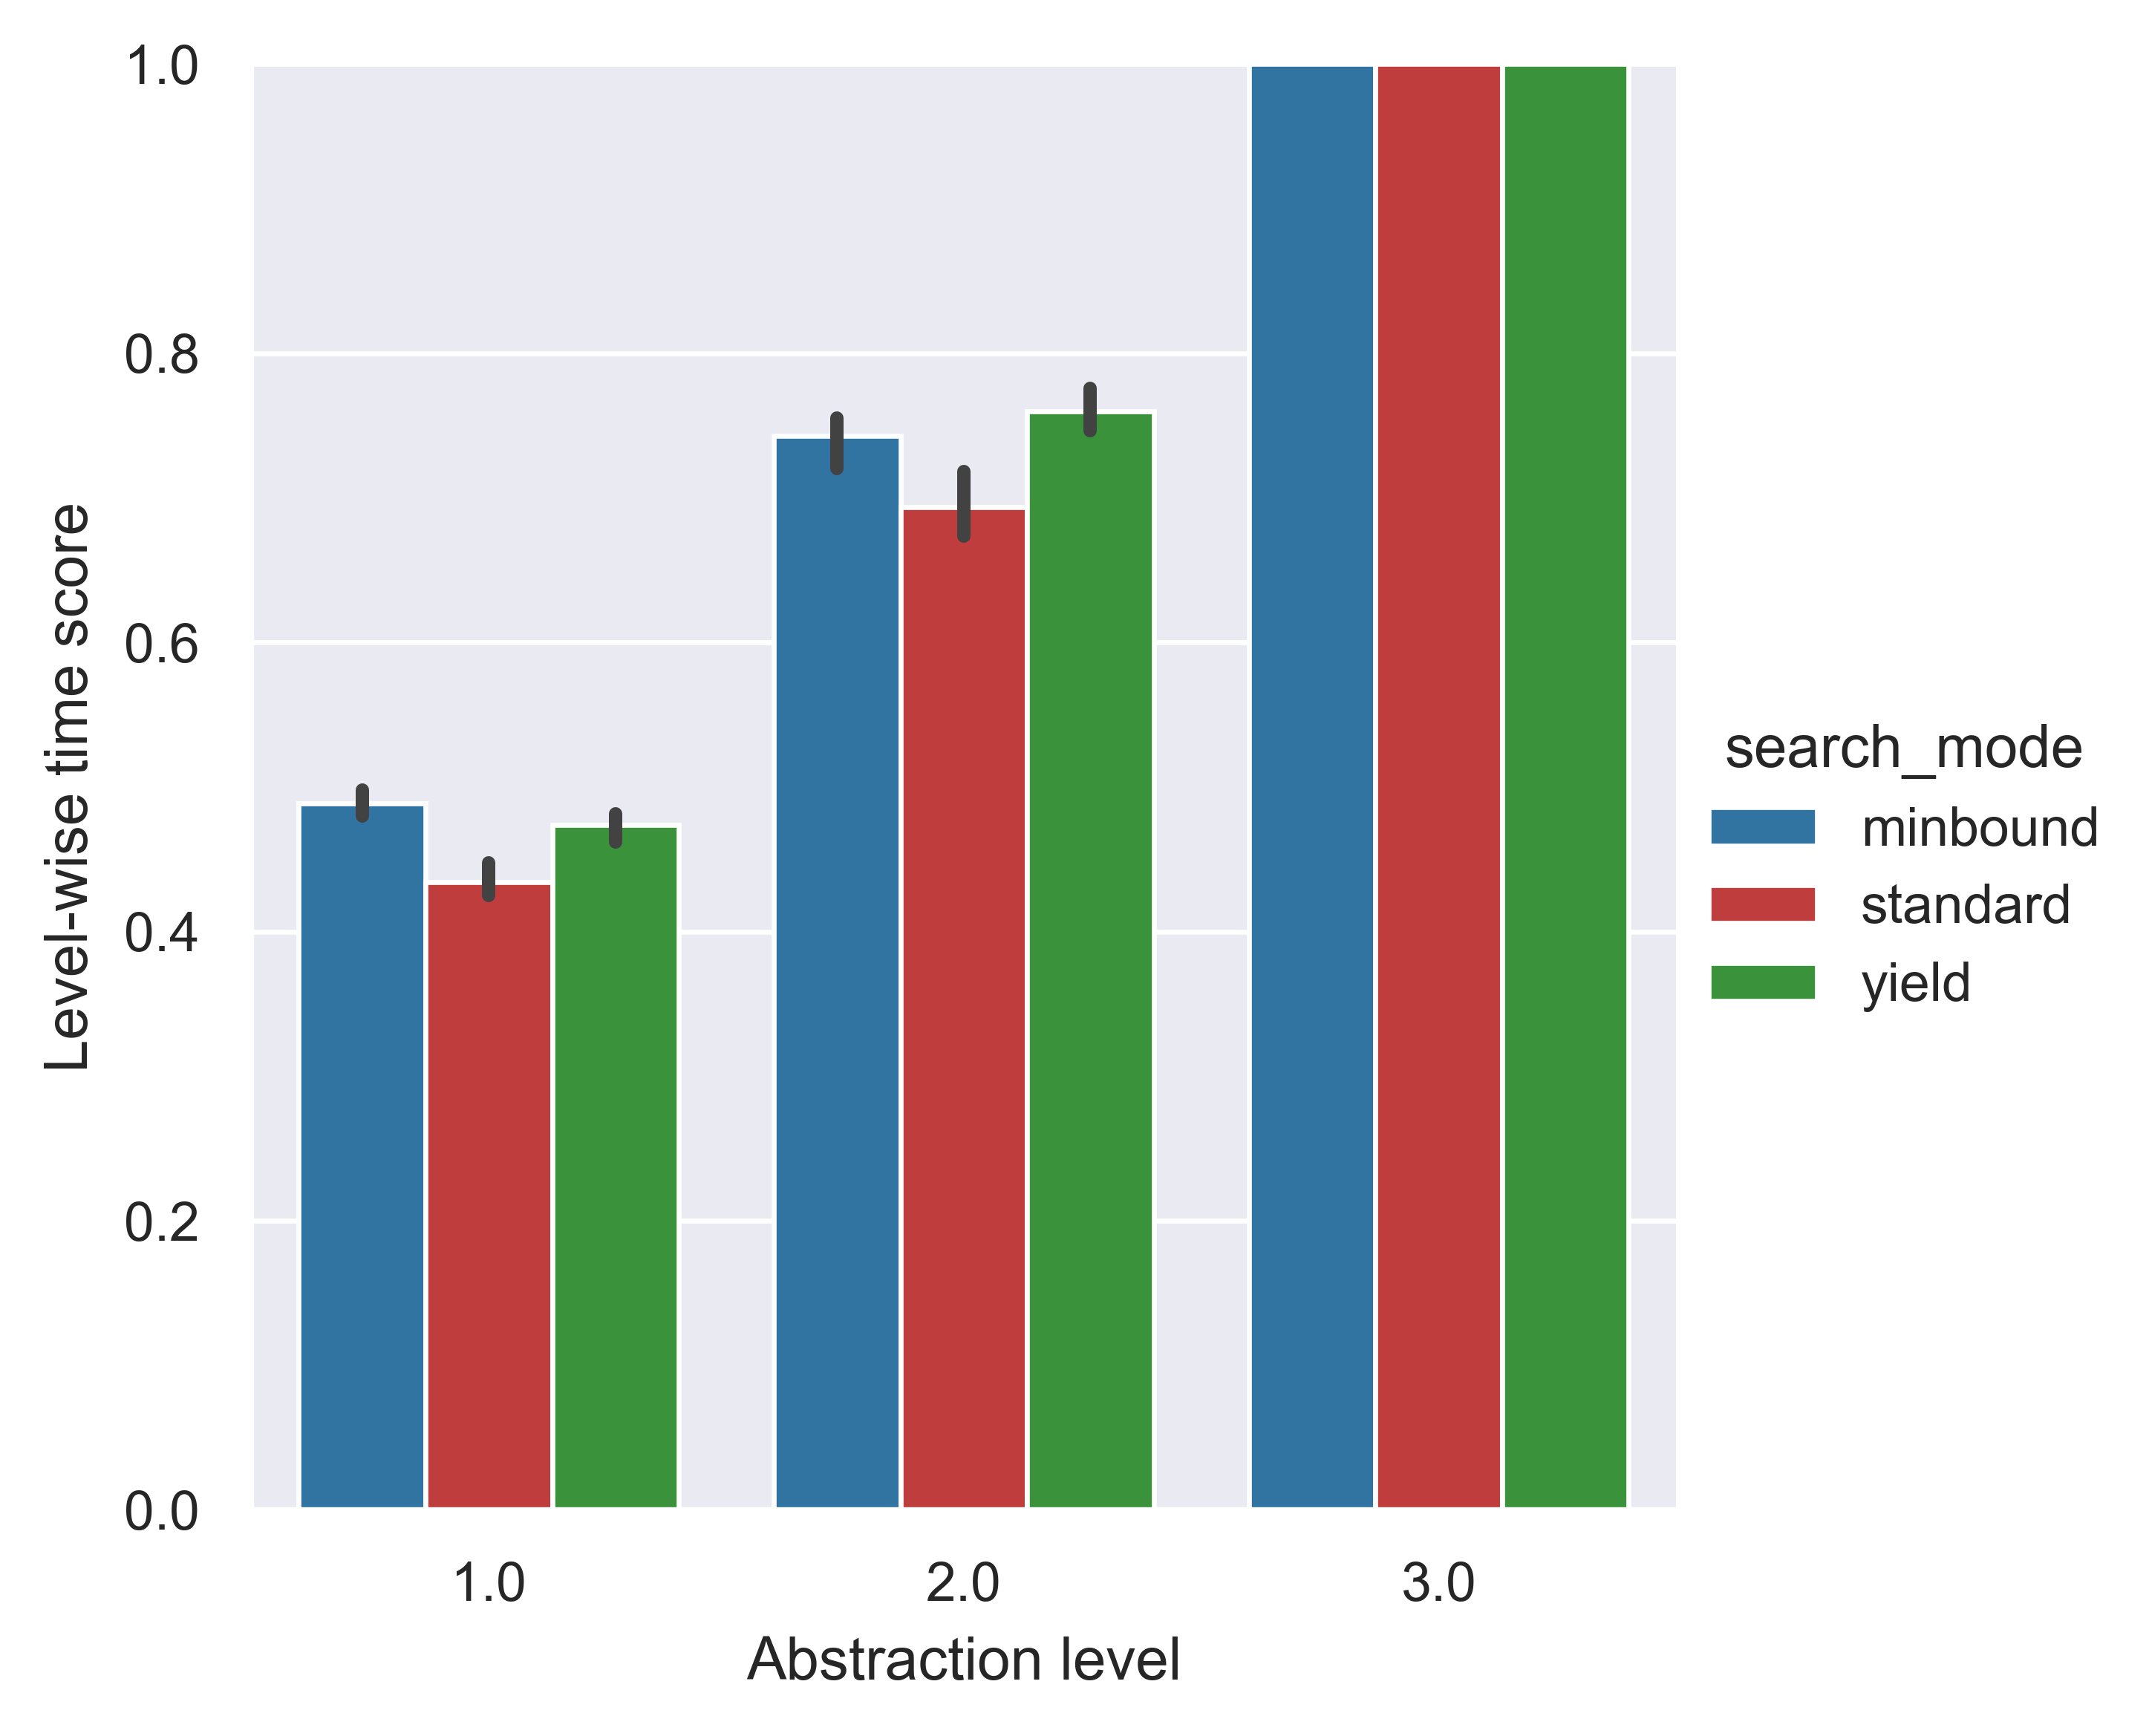 1.0
0.8
0.6
0.4
0.2
0.0
Level-wise time score
1.0 2.0 3.0
Abstraction level
search_mode
minbound
standard
yield